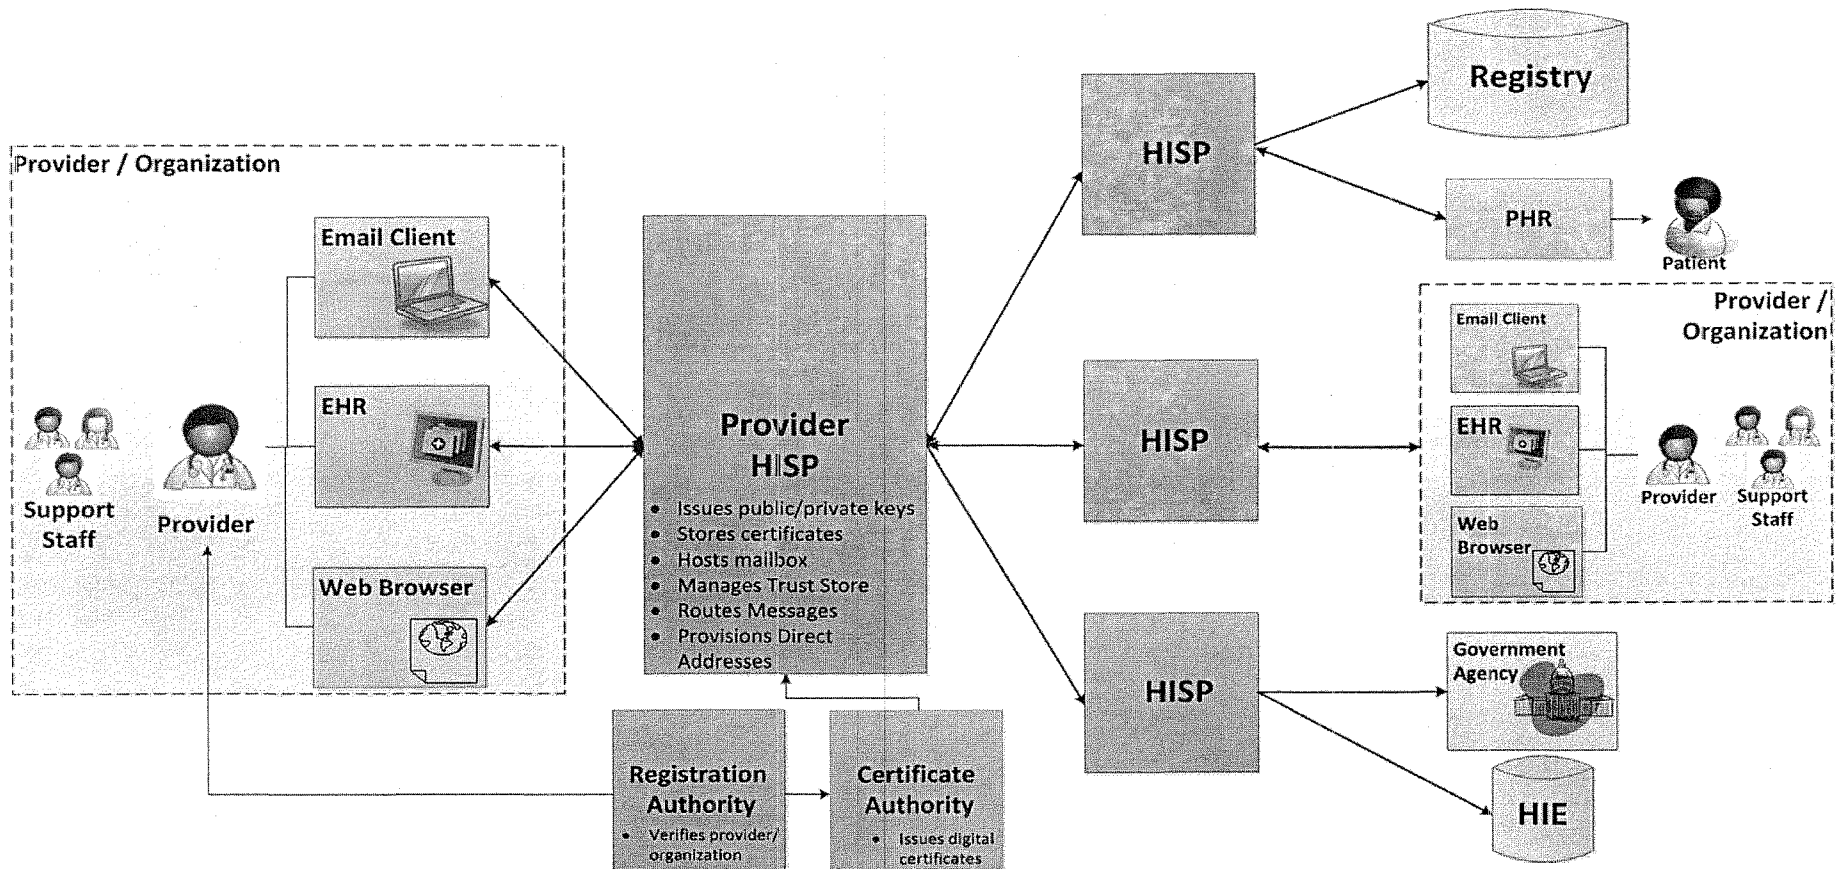 Provider / Organization
Email Client
EHR
Web Browser
Support
Staff
Provider
Provider
HISP
• Issues public/private keys
• Stores certificates
• Hosts mailbox
• Manages Trust Store
• Routes Messages
• Provisions Direct
Addresses
Registration
Authority
• Verifies provider/
organization
Certificate
Authority
• Issues digital
certificates
HISP
Registry
PHR
Patient
HISP
Provider /
Organization
Email Client
EHR
Web
Browser
Provider
Support
Staff
HISP
Government
Agency
HIE